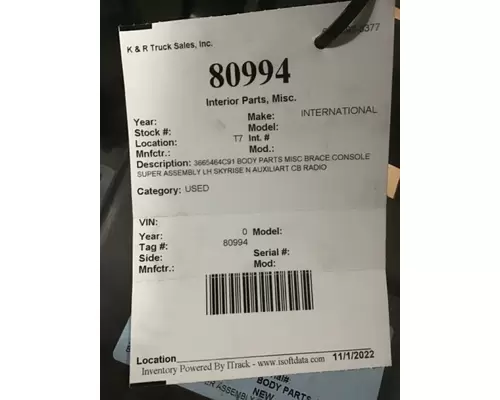 K & R Truck Sales, Inc.
80994
Interior Parts, Misc.
Year: Make: INTERNATIONAL
Stock #: Model:
Location: T7 Int. #
Mnfctr.: Mod.:
Description: 3665464C91 BODY PARTS MISC BRACE CONSOLE
SUPER ASSEMBLY LH SKYRISE N AUXILIART CB RADIO
Category: USED
VIN:
Year: 0 Model:
Tag #: 80994
Side: Serial #:
Mnfctr.: Mod:
Location
Inventory Powered By ITrack - www.isoftdata.com 11/1/2022
BODY PARTS
ASSEMBLY
NEW